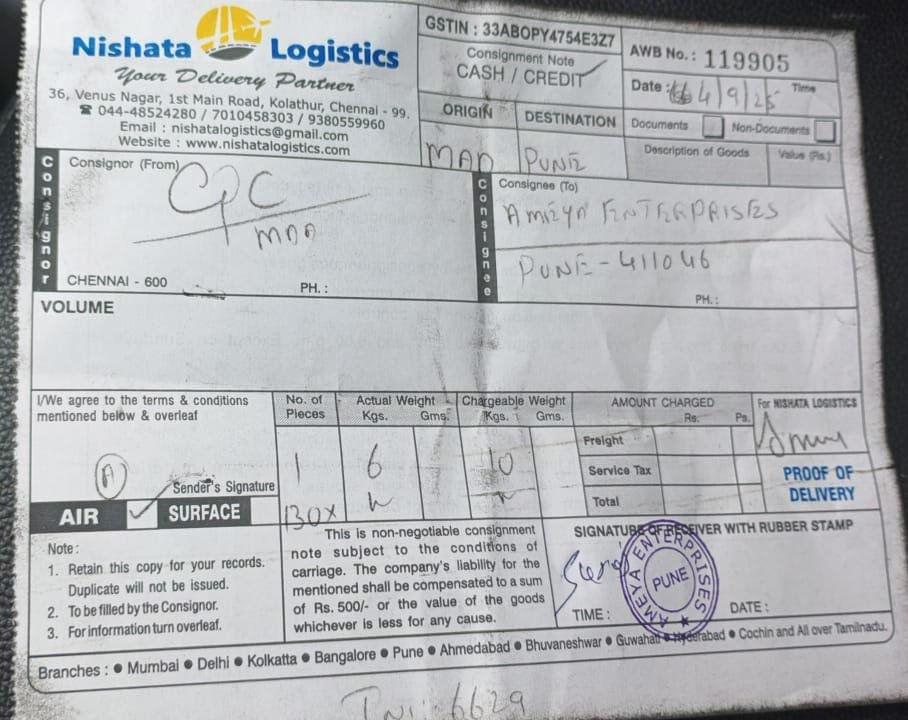 Nishata Logistics
Your Delivery Partner
36, Venus Nagar, 1st Main Road, Kolathur, Chennai - 99.
☎ 044-48524280 / 7010458303 / 9380559960
Email : nishatalogistics@gmail.com
Website : www.nishatalogistics.com
GSTIN : 33ABOPY4754E3Z7
Consignment Note
CASH / CREDIT
AWB No. : 119905
Date : 4/9/25 Time
ORIGIN DESTINATION
MAA PUNE
Documents Non-Documents
Description of Goods Value (Rs.)
Consignor
Consignor (From)
MAA
CHENNAI - 600 PH. :
Consignee
Consignee (To)
AMEYA ENTERPRISES
PUNE - 411046
PH. :
VOLUME
I/We agree to the terms & conditions
mentioned below & overleaf
A
Sender's Signature
AIR ✓ SURFACE
No. of Pieces
1
BOX
Actual Weight
Kgs. Gms.
6
Chargeable Weight
Kgs. Gms.
10
AMOUNT CHARGED
Rs. Ps.
Freight
Service Tax
Total
For NISHATA LOGISTICS
PROOF OF
DELIVERY
Note :
1. Retain this copy for your records.
Duplicate will not be issued.
2. To be filled by the Consignor.
3. For information turn overleaf.
This is non-negotiable consignment
note subject to the conditions of
carriage. The company's liability for the
mentioned shall be compensated to a sum
of Rs. 500/- or the value of the goods
whichever is less for any cause.
SIGNATURE OF RECEIVER WITH RUBBER STAMP
AMEYA ENTERPRISES
PUNE
TIME : DATE :
Branches : ● Mumbai ● Delhi ● Kolkatta ● Bangalore ● Pune ● Ahmedabad ● Bhuvaneshwar ● Guwahati ● Hyderabad ● Cochin and All over Tamilnadu.
6629